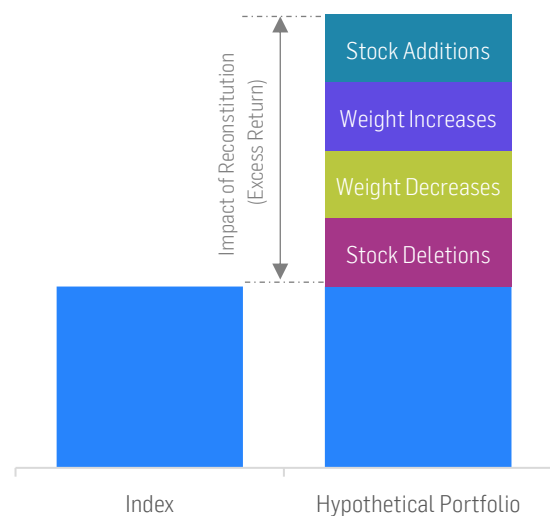 Impact of Reconstitution
(Excess Return)
Stock Additions
Weight Increases
Weight Decreases
Stock Deletions
Index
Hypothetical Portfolio